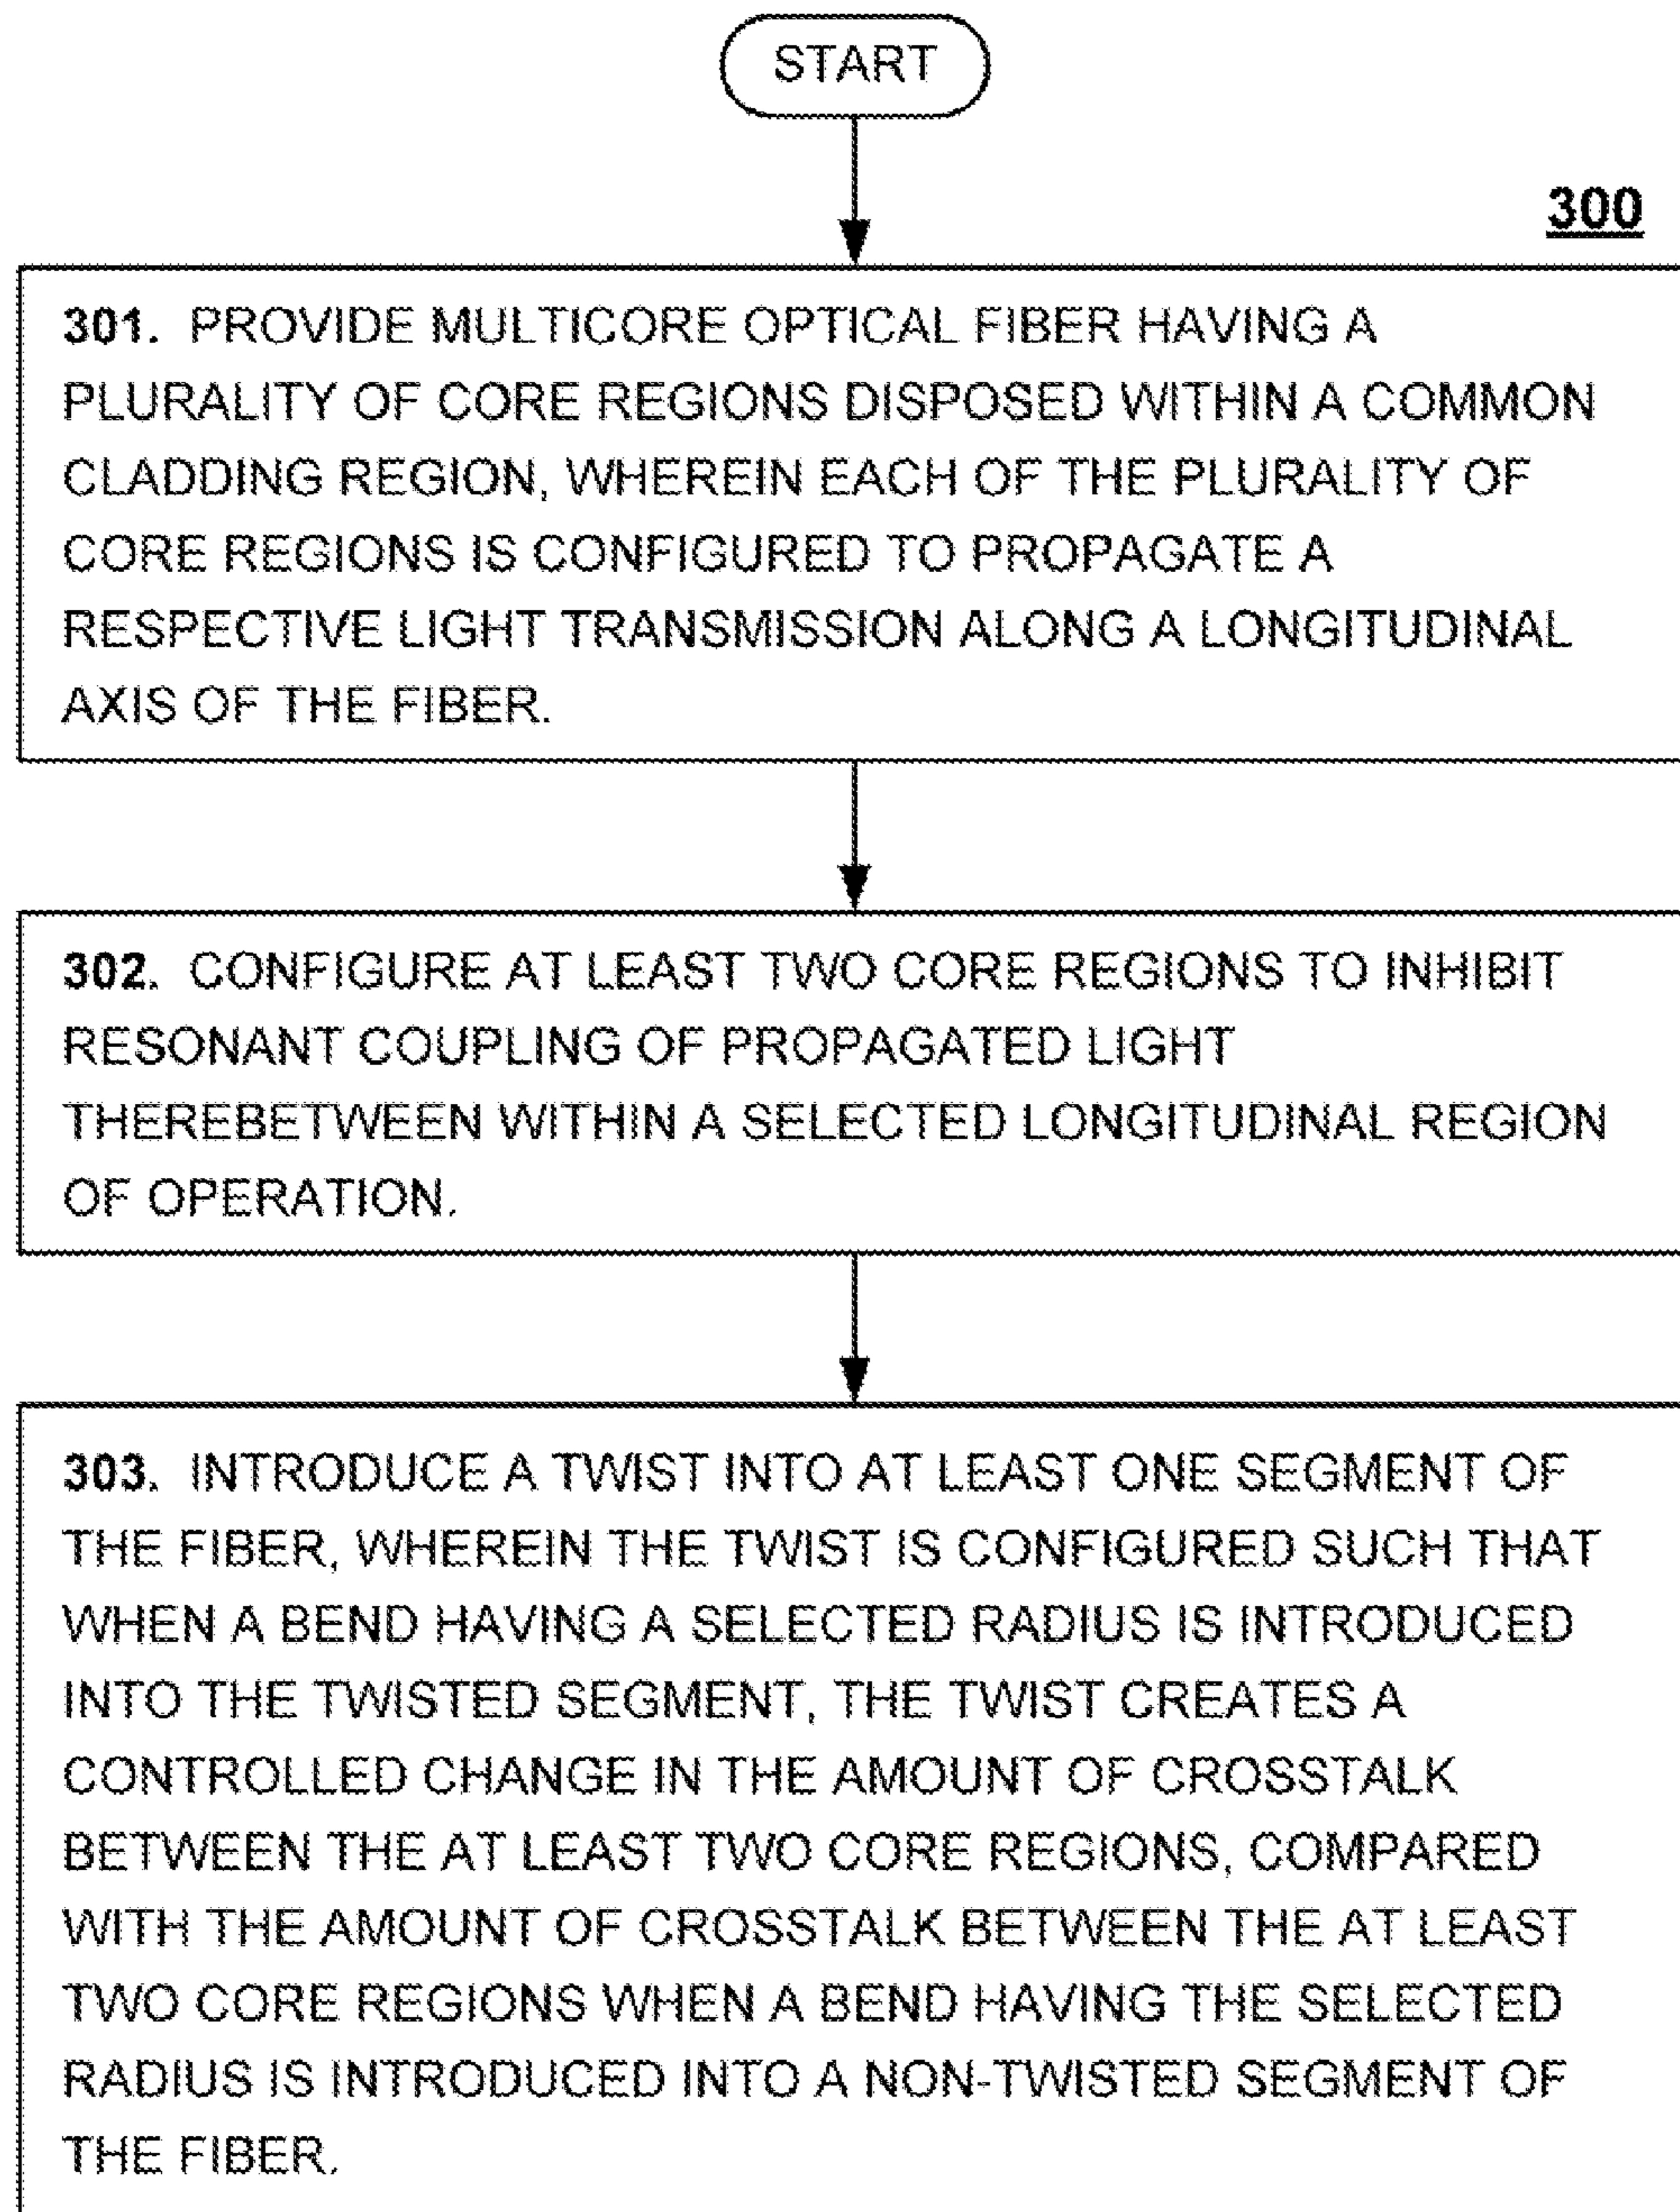 START
300
301. PROVIDE MULTICORE OPTICAL FIBER HAVING A
PLURALITY OF CORE REGIONS DISPOSED WITHIN A COMMON
CLADDING REGION, WHEREIN EACH OF THE PLURALITY OF
CORE REGIONS IS CONFIGURED TO PROPAGATE A
RESPECTIVE LIGHT TRANSMISSION ALONG A LONGITUDINAL
AXIS OF THE FIBER.
302. CONFIGURE AT LEAST TWO CORE REGIONS TO INHIBIT
RESONANT COUPLING OF PROPAGATED LIGHT
THEREBETWEEN WITHIN A SELECTED LONGITUDINAL REGION
OF OPERATION.
303. INTRODUCE A TWIST INTO AT LEAST ONE SEGMENT OF
THE FIBER, WHEREIN THE TWIST IS CONFIGURED SUCH THAT
WHEN A BEND HAVING A SELECTED RADIUS IS INTRODUCED
INTO THE TWISTED SEGMENT, THE TWIST CREATES A
CONTROLLED CHANGE IN THE AMOUNT OF CROSSTALK
BETWEEN THE AT LEAST TWO CORE REGIONS, COMPARED
WITH THE AMOUNT OF CROSSTALK BETWEEN THE AT LEAST
TWO CORE REGIONS WHEN A BEND HAVING THE SELECTED
RADIUS IS INTRODUCED INTO A NON-TWISTED SEGMENT OF
THE FIBER.